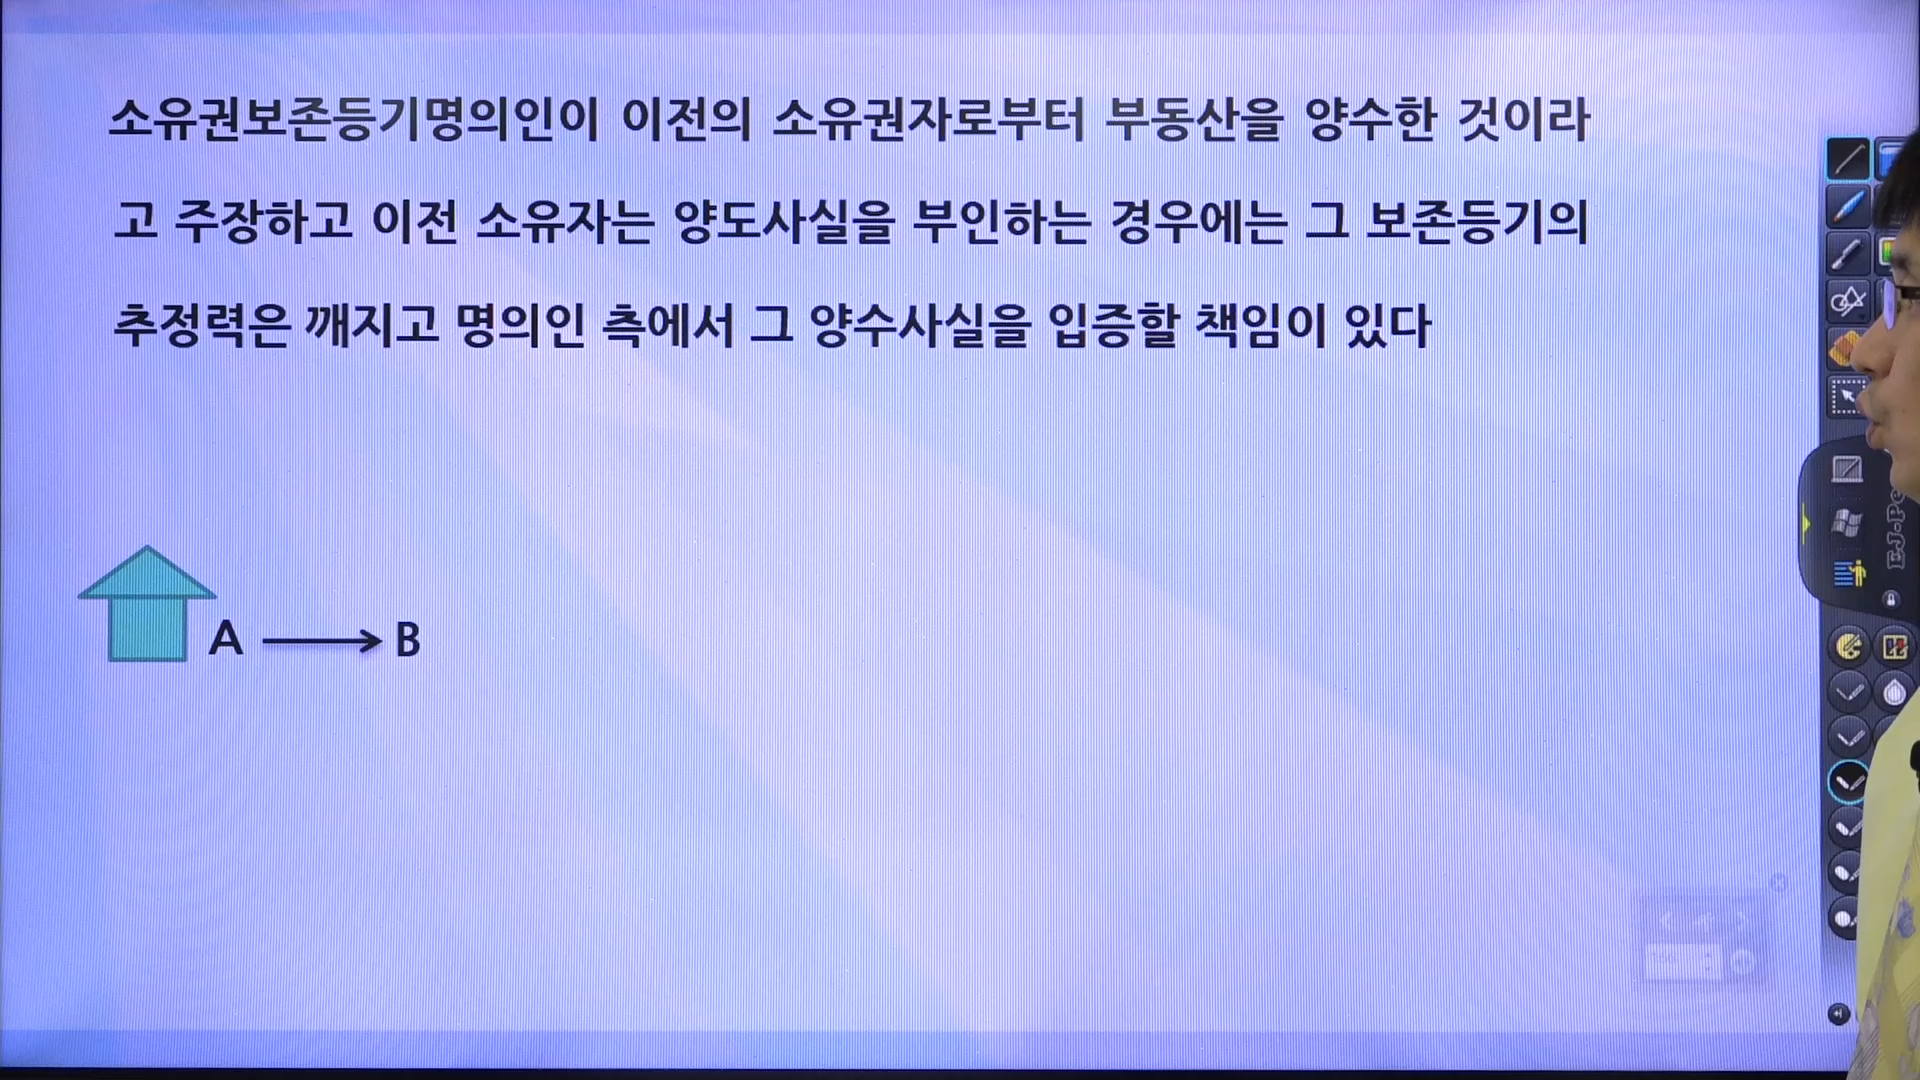 소유권보존등기명의인이 이전의 소유권자로부터 부동산을 양수한 것이라
고 주장하고 이전 소유자는 양도사실을 부인하는 경우에는 그 보존등기의
추정력은 깨지고 명의인 측에서 그 양수사실을 입증할 책임이 있다
A B